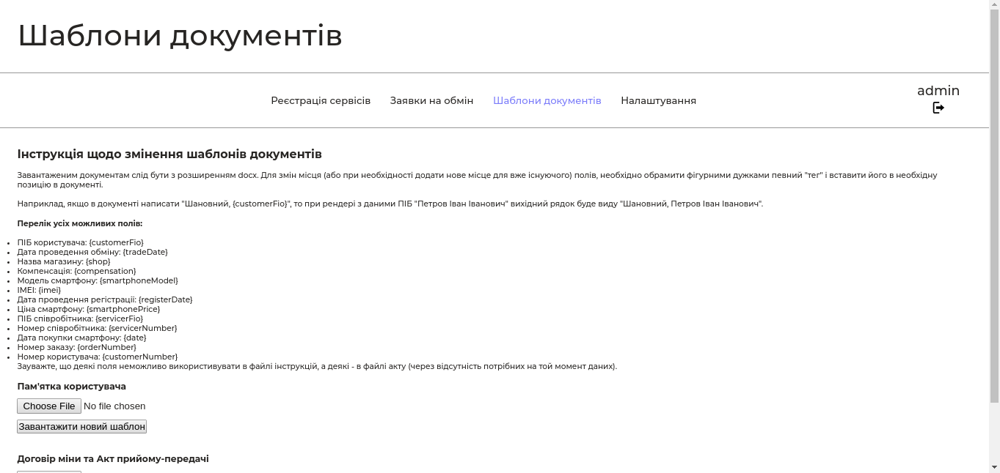 Шаблони документів
Реєстрація сервісів Заявки на обмін Шаблони документів Налаштування
admin
Інструкція щодо змінення шаблонів документів
Завантаженим документам слід бути з розширенням docx. Для змін місця (або при необхідності додати нове місце для вже існуючого) полів, необхідно обрамити фігурними дужками певний "тег" і вставити його в необхідну
позицію в документі.
Наприклад, якщо в документі написати "Шановний, {customerFio}", то при рендері з даними ПІБ "Петров Іван Іванович" вихідний рядок буде виду "Шановний, Петров Іван Іванович".
Перелік усіх можливих полів:
ПІБ користувача: {customerFio}
Дата проведення обміну: {tradeDate}
Назва магазину: {shop}
Компенсація: {compensation}
Модель смартфону: {smartphoneModel}
IMEI: {imei}
Дата проведення регістрації: {registerDate}
Ціна смартфону: {smartphonePrice}
ПІБ співробітника: {servicerFio}
Номер співробітника: {servicerNumber}
Дата покупки смартфону: {date}
Номер заказу: {orderNumber}
Номер користувача: {customerNumber}
Зауважте, що деякі поля неможливо використивувати в файлі інструкцій, а деякі - в файлі акту (через відсутність потрібних на той момент даних).
Пам'ятка користувача
Choose File No file chosen
Завантажити новий шаблон
Договір міни та Акт прийому-передачі